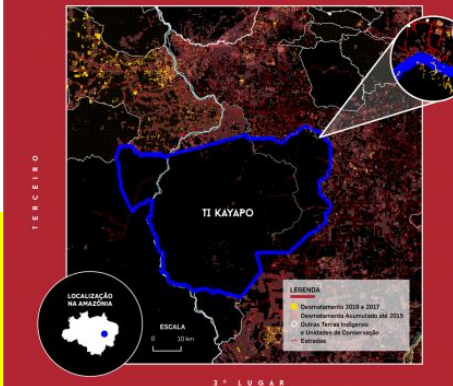 TERCEIRO
TI KAYAPO
LOCALIZAÇÃO
NA AMAZÔNIA
ESCALA
0 10 km
LEGENDA
Desmatamento 2016 e 2017
Desmatamento Acumulado até 2015
Outras Terras Indígenas
e Unidades de Conservação
Estradas
3º LUGAR